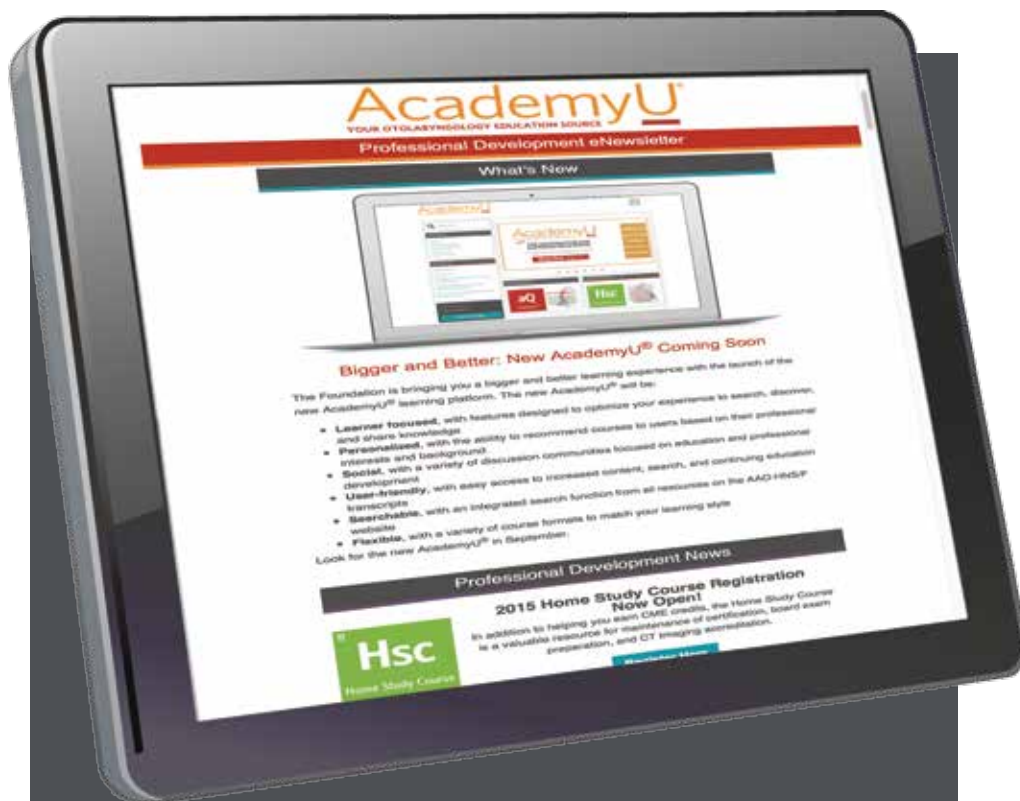 AcademyU®
YOUR OTOLARYNGOLOGY EDUCATION SOURCE
Professional Development eNewsletter
What's New
AcademyU
AcademyU
aQ
Hsc
Bigger and Better: New AcademyU® Coming Soon
The Foundation is bringing you a bigger and better learning experience with the launch of the
new AcademyU® learning platform. The new AcademyU® will be:
• Learner focused, with features designed to optimize your experience to search, discover,
and share knowledge
• Personalized, with the ability to recommend courses to users based on their professional
interests and background
• Social, with a variety of discussion communities focused on education and professional
development
• User-friendly, with easy access to increased content, search, and continuing education
transcripts
• Searchable, with an integrated search function from all resources on the AAO-HNS/F
website
• Flexible, with a variety of course formats to match your learning style
Look for the new AcademyU® in September.
Professional Development News
2015 Home Study Course Registration
Now Open!
Hsc
Home Study Course
In addition to helping you earn CME credits, the Home Study Course
is a valuable resource for maintenance of certification, board exam
preparation, and CT imaging accreditation.
Register Here